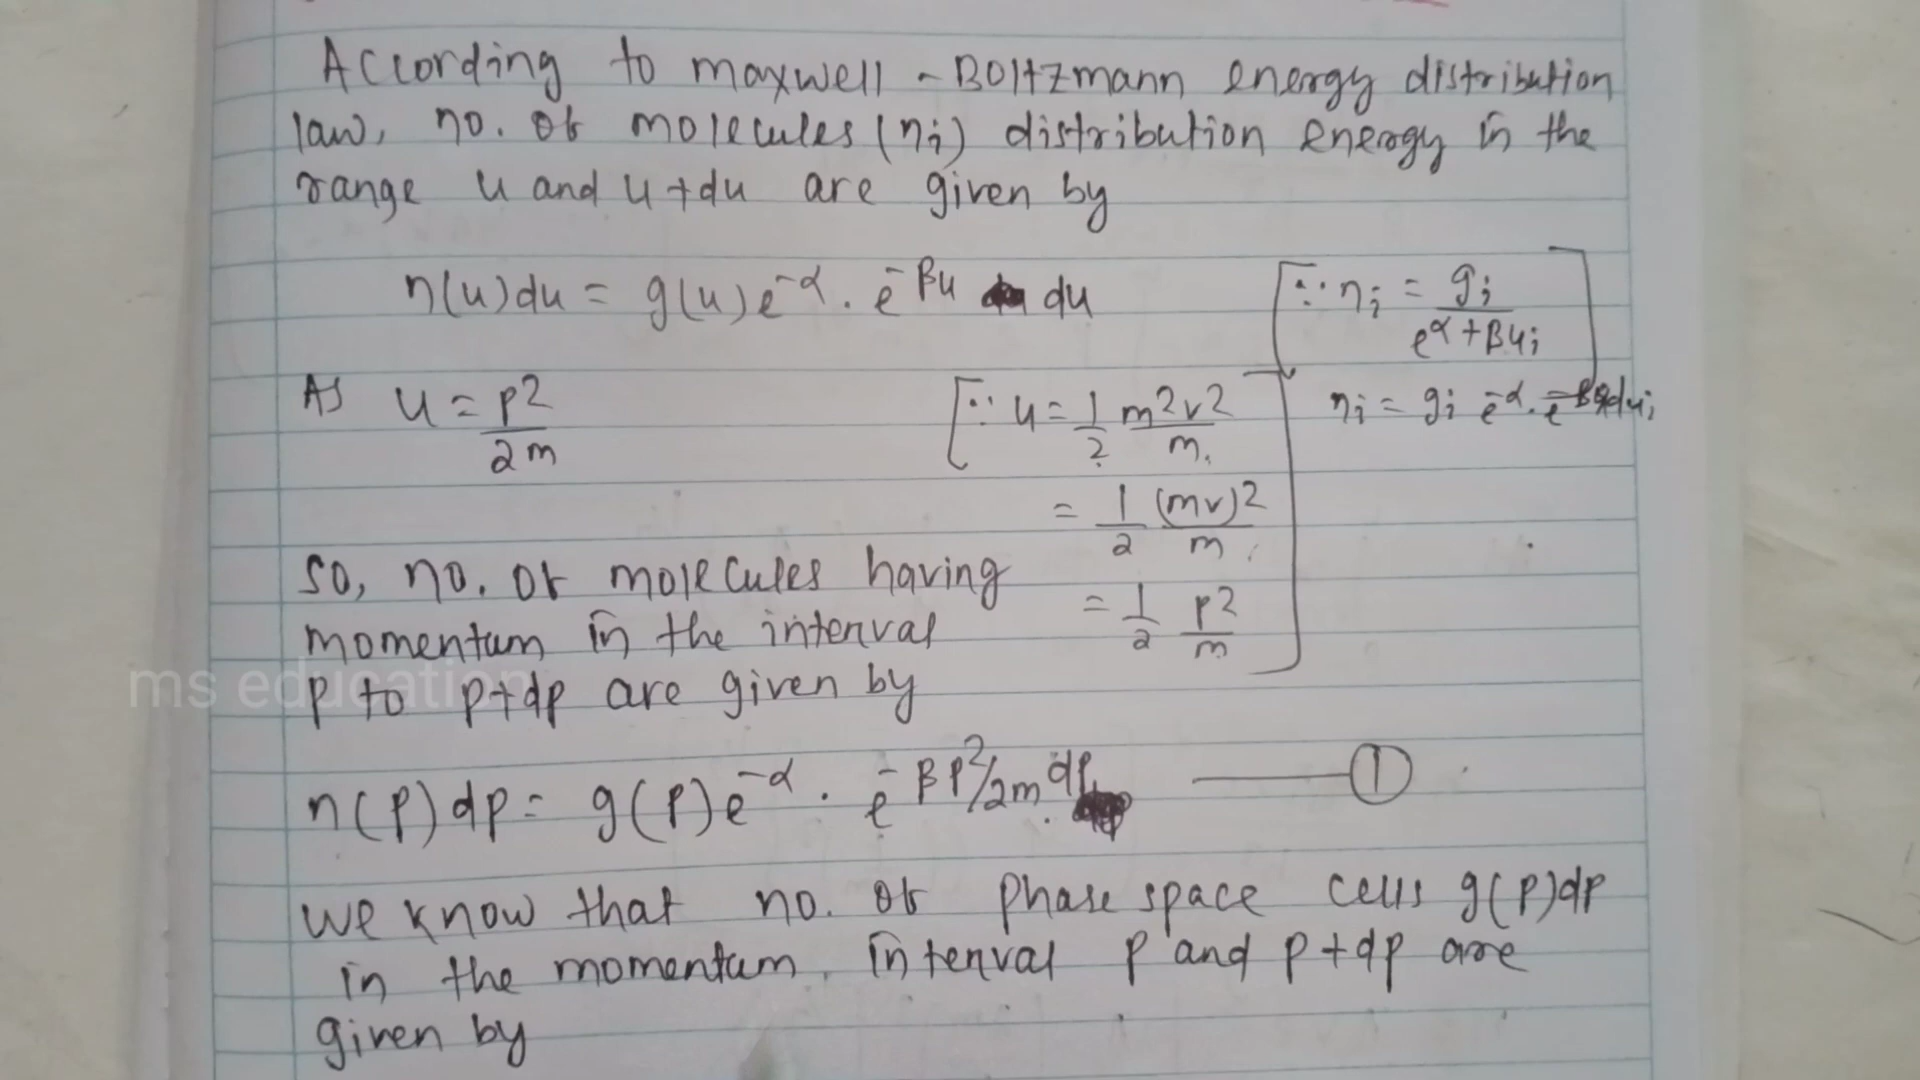 According to maxwell - Boltzmann energy distribution
law, no. of molecules (ni) distribution energy in the
range u and u+du are given by
n(u)du = g(u)e^-α . e^-βu du
[∵ ni = gi / e^α+βui]
As u = p2 / 2m
[∵ u = 1/2 m2v2 / m
ni = gi e^-α.
= 1/2 (mv)2 / m
= 1/2 p2 / m]
So, no. of molecules having
momentum in the interval
p to p+dp are given by
ms education
n(p)dp = g(p)e^-α . e^-βp2/2m dp ——— ①
we know that no. of phase space cells g(p)dp
in the momentum interval p and p+dp are
given by